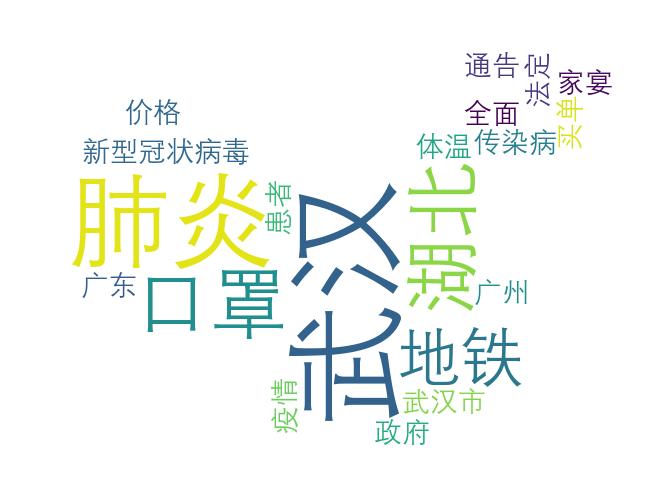 通告
法定
家宴
价格
全面
买单
新型冠状病毒
体温
传染病
肺炎
患者
武汉
湖北
广东
口罩
广州
地铁
疫情
武汉市
政府